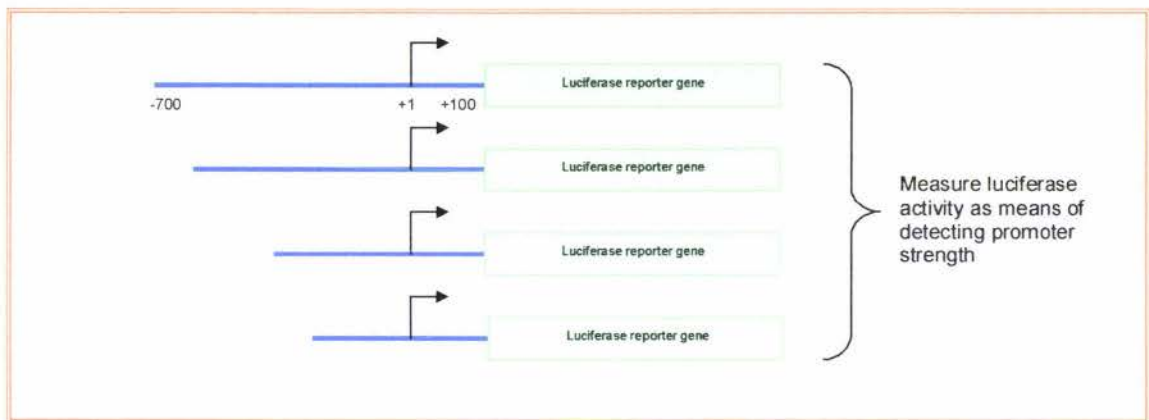 Luciferase reporter gene
-700 +1 +100
Luciferase reporter gene
Luciferase reporter gene
Luciferase reporter gene
Measure luciferase
activity as means of
detecting promoter
strength